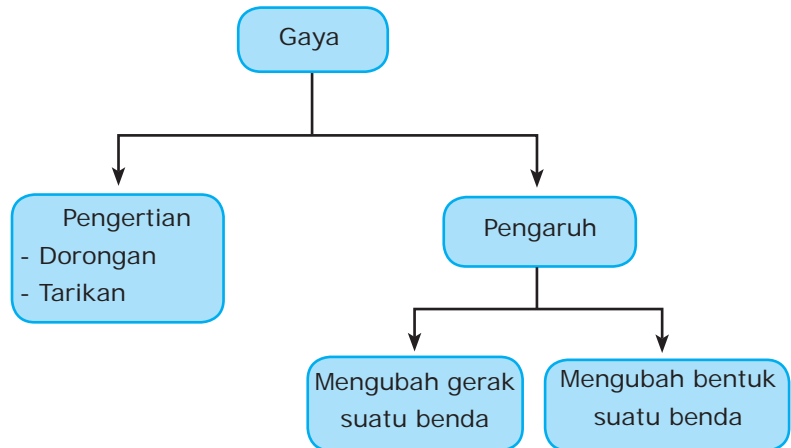 Gaya
Pengertian
- Dorongan
- Tarikan
Pengaruh
Mengubah gerak
suatu benda
Mengubah bentuk
suatu benda